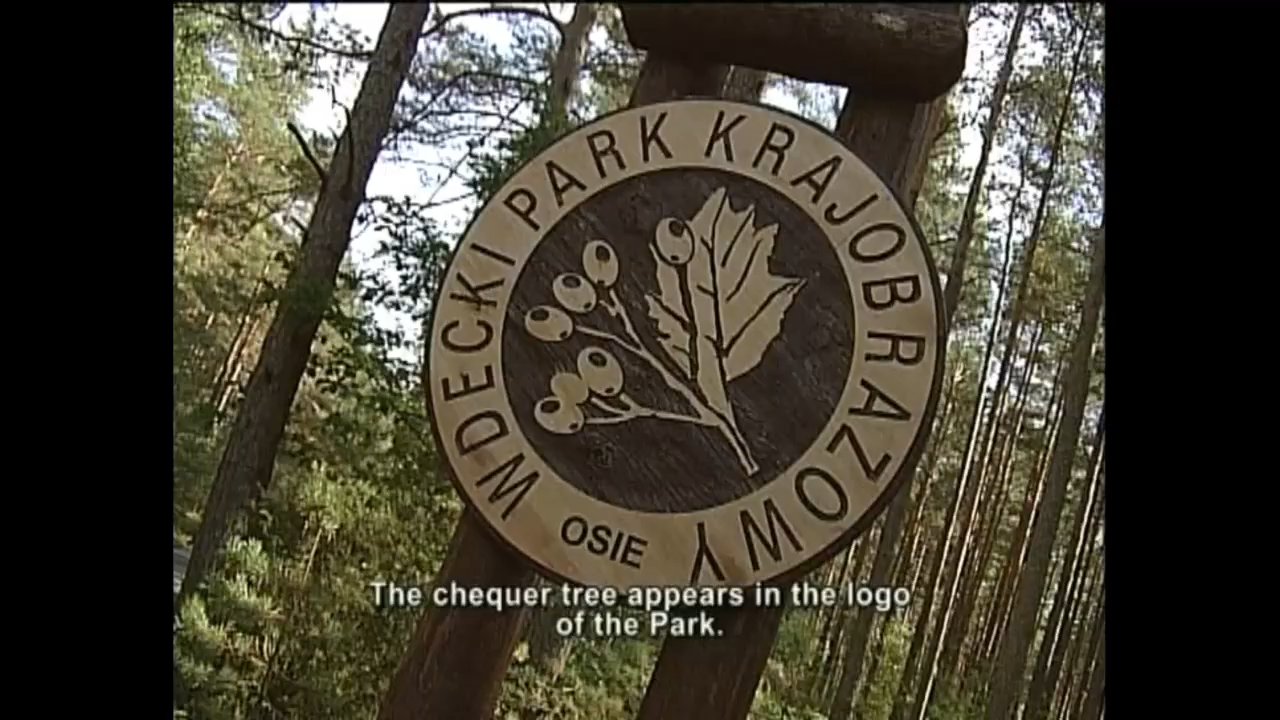 WDECKI PARK KRAJOBRAZOWY
OSIE
The chequer tree appears in the logo
of the Park.